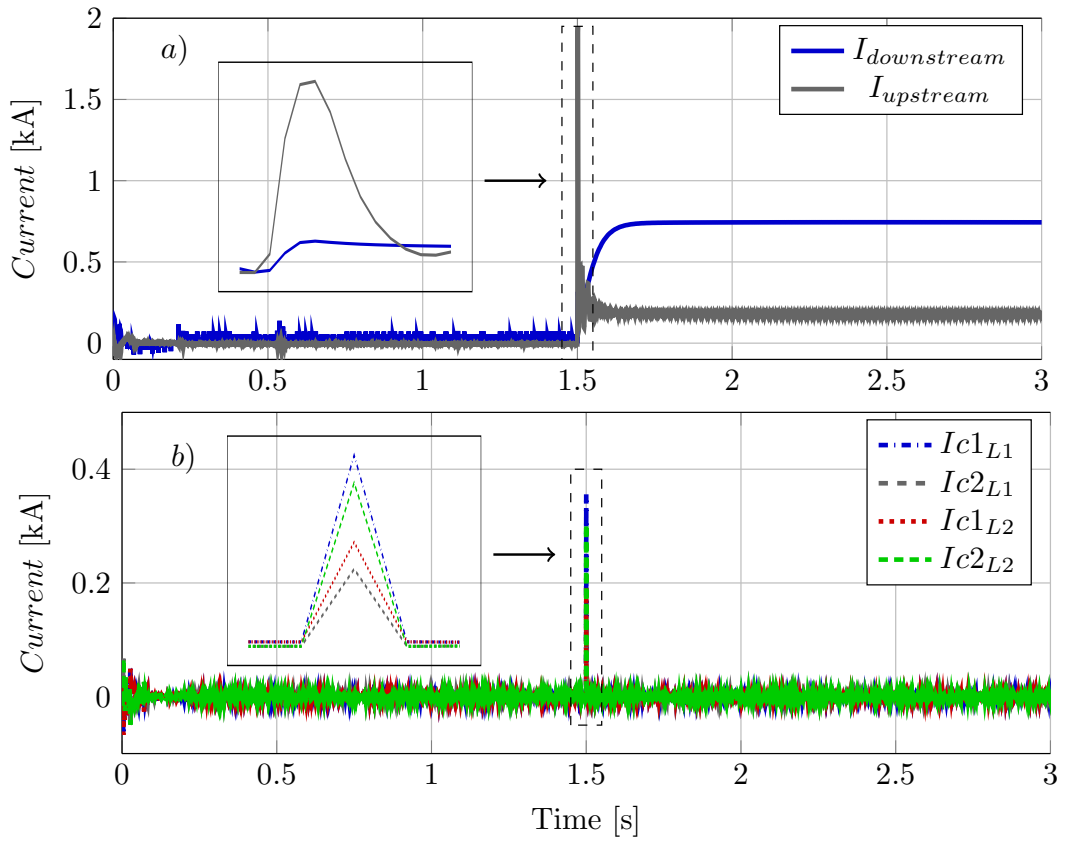 2
a)
I_downstream
I_upstream
1.5
1
0.5
0
Current [kA]
0 0.5 1 1.5 2 2.5 3
b)
Ic1_L1
Ic2_L1
Ic1_L2
Ic2_L2
0.4
0.2
0
Current [kA]
0 0.5 1 1.5 2 2.5 3
Time [s]